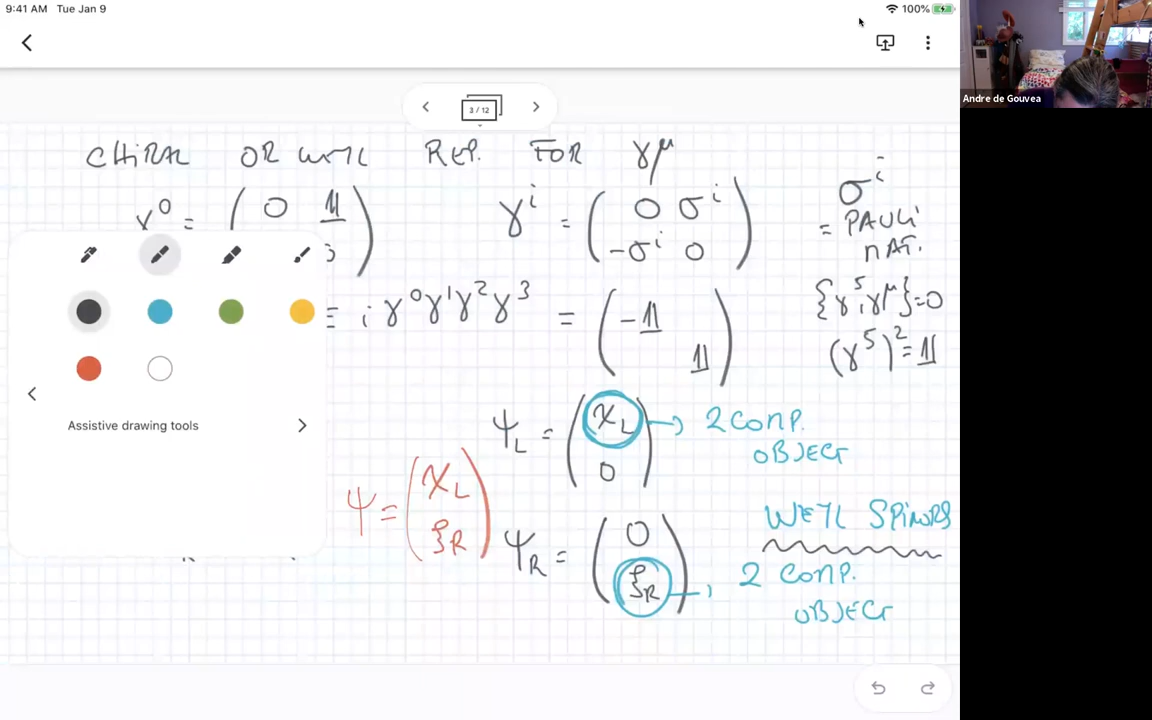 9:41 AM Tue Jan 9
100%
Andre de Gouvea
3 / 12
CHIRAL OR WEYL REP. FOR γ^μ
γ^0 = ( 0 𝟙
γ^i = ( 0 σ^i
-σ^i 0 )
σ^i
= PAULI
MAT.
≡ i γ^0 γ^1 γ^2 γ^3 = ( -𝟙
𝟙 )
{γ^5, γ^μ} = 0
(γ^5)^2 = 𝟙
Assistive drawing tools
ψ_L = ( χ_L
0 )
→ 2 COMP.
OBJECT
ψ = ( χ_L
ξ_R )
WEYL SPINORS
ψ_R = ( 0
ξ_R )
→ 2 COMP.
OBJECT